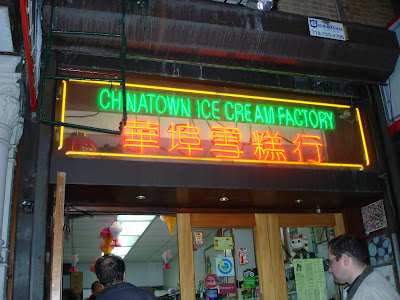 CHINATOWN ICE CREAM FACTORY
華埠雪糕行